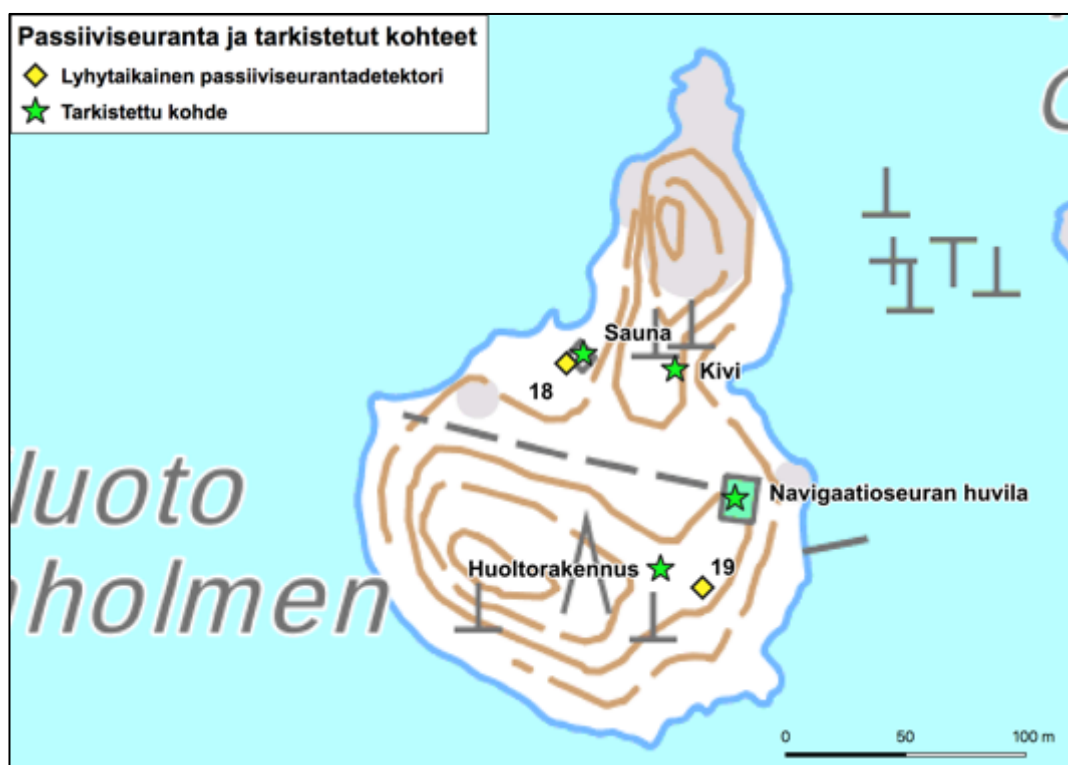 Passiiviseuranta ja tarkistetut kohteet
Lyhytaikainen passiiviseurantadetektori
Tarkistettu kohde
Sauna
Kivi
18
luoto
Navigaatioseuran huvila
Huoltorakennus
19
holmen
0 50 100 m